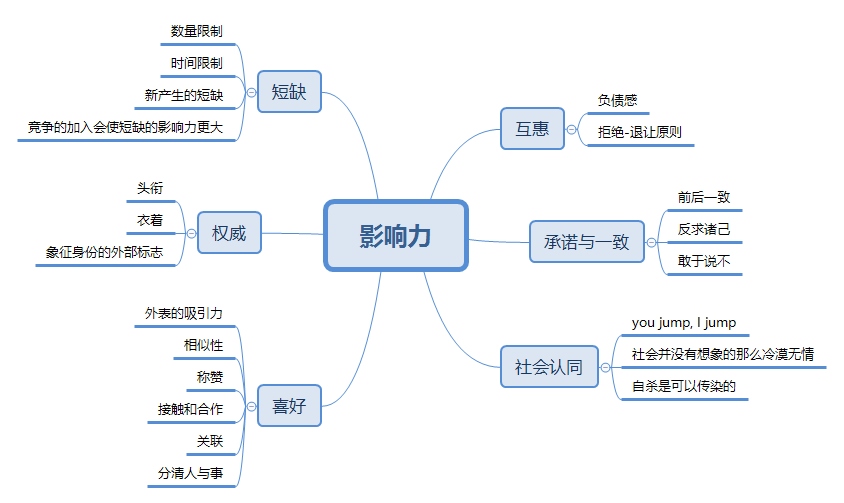 影响力
互惠
负债感
拒绝-退让原则
承诺与一致
前后一致
反求诸己
敢于说不
社会认同
you jump, I jump
社会并没有想象的那么冷漠无情
自杀是可以传染的
短缺
数量限制
时间限制
新产生的短缺
竞争的加入会使短缺的影响力更大
权威
头衔
衣着
象征身份的外部标志
喜好
外表的吸引力
相似性
称赞
接触和合作
关联
分清人与事